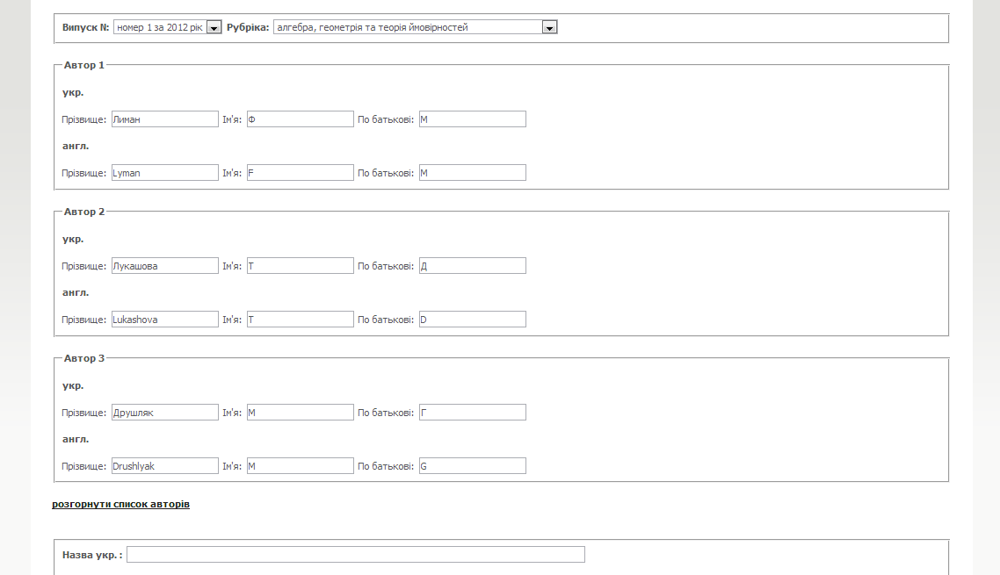 Випуск N: номер 1 за 2012 рік Рубріка: алгебра, геометрія та теорія ймовірностей
Автор 1
укр.
Прізвище: Лиман Ім'я: Ф По батькові: М
англ.
Прізвище: Lyman Ім'я: F По батькові: M
Автор 2
укр.
Прізвище: Лукашова Ім'я: Т По батькові: Д
англ.
Прізвище: Lukashova Ім'я: T По батькові: D
Автор 3
укр.
Прізвище: Друшляк Ім'я: М По батькові: Г
англ.
Прізвище: Drushlyak Ім'я: M По батькові: G
розгорнути список авторів
Назва укр. :